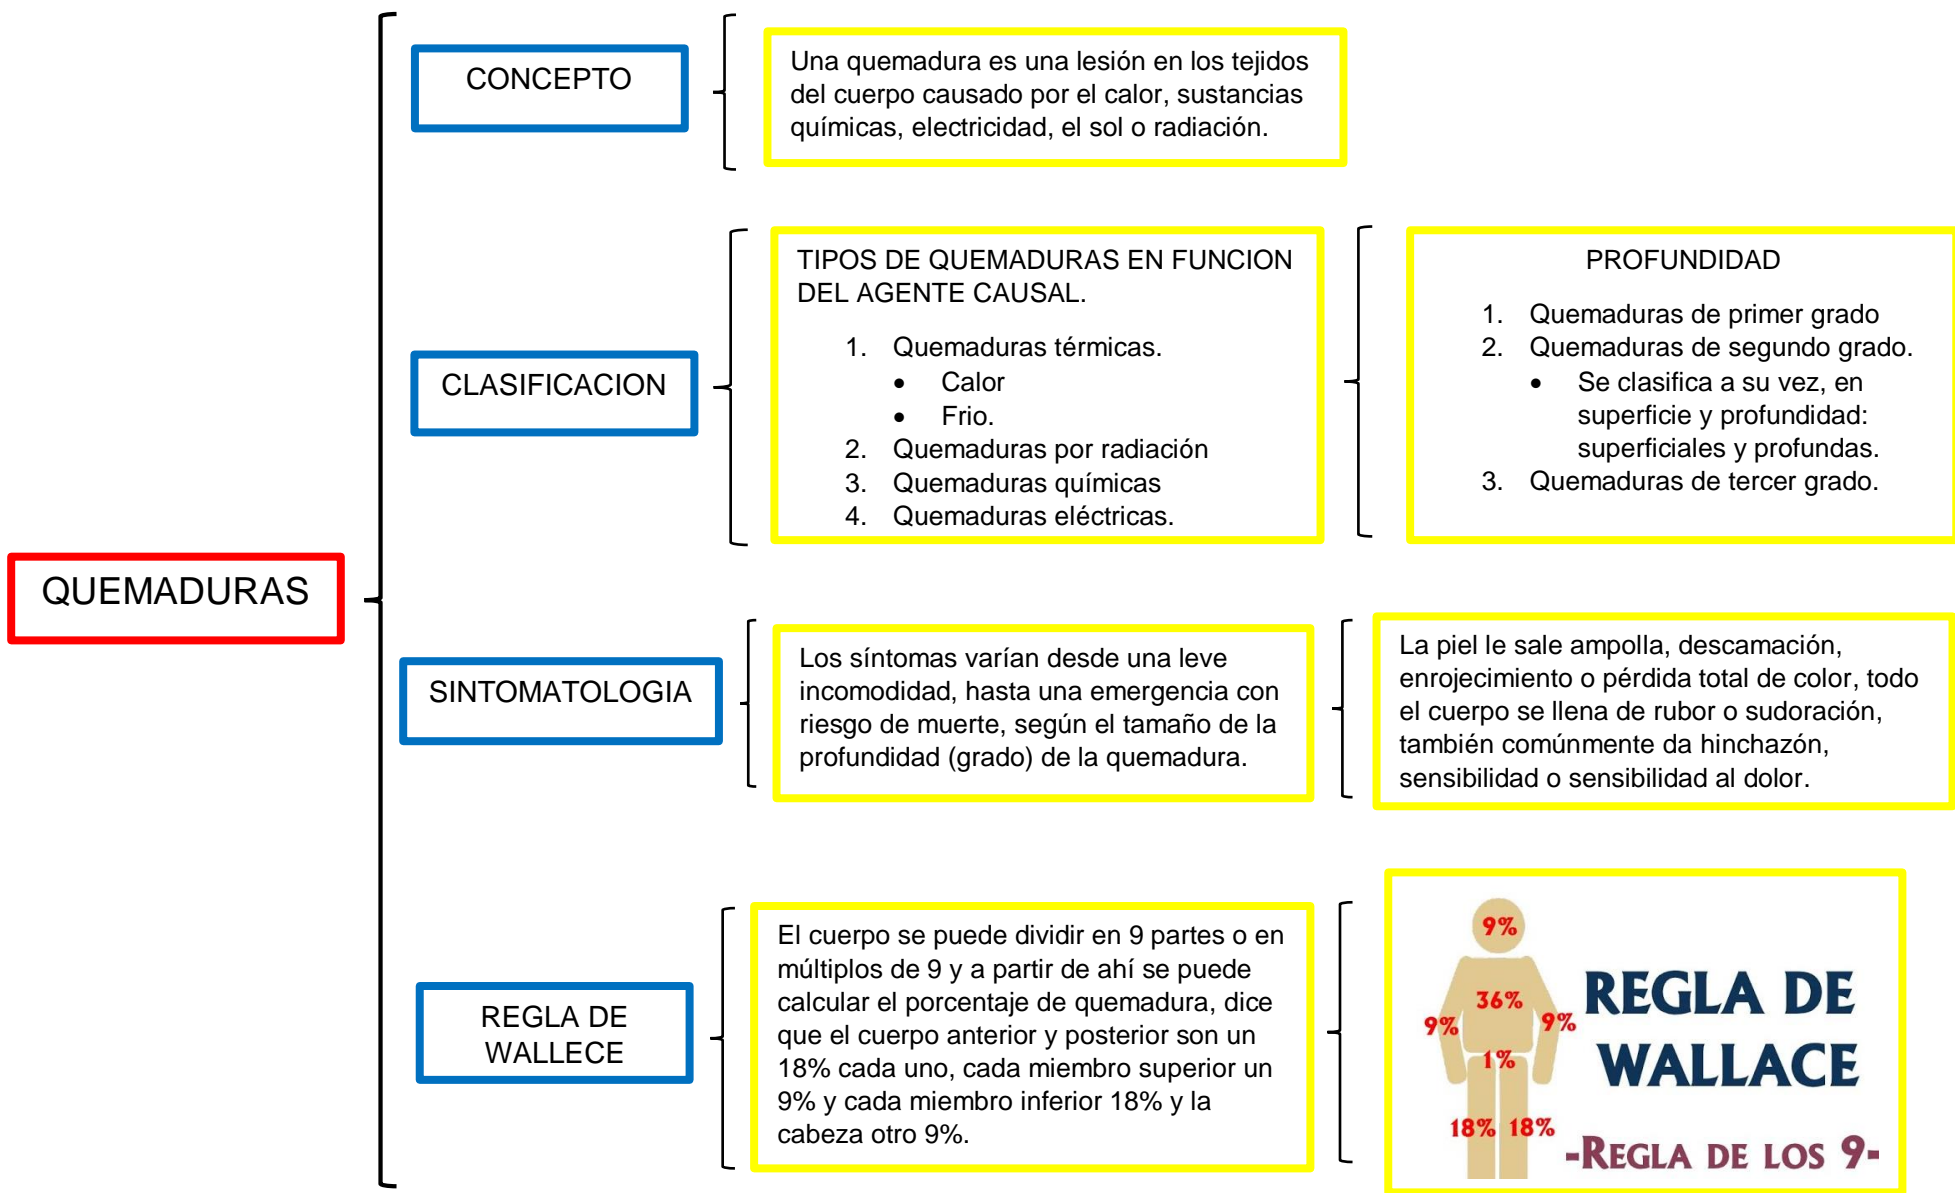 QUEMADURAS
CONCEPTO
Una quemadura es una lesión en los tejidos
del cuerpo causado por el calor, sustancias
químicas, electricidad, el sol o radiación.
CLASIFICACION
TIPOS DE QUEMADURAS EN FUNCION
DEL AGENTE CAUSAL.
1. Quemaduras térmicas.
• Calor
• Frio.
2. Quemaduras por radiación
3. Quemaduras químicas
4. Quemaduras eléctricas.
PROFUNDIDAD
1. Quemaduras de primer grado
2. Quemaduras de segundo grado.
• Se clasifica a su vez, en
superficie y profundidad:
superficiales y profundas.
3. Quemaduras de tercer grado.
SINTOMATOLOGIA
Los síntomas varían desde una leve
incomodidad, hasta una emergencia con
riesgo de muerte, según el tamaño de la
profundidad (grado) de la quemadura.
La piel le sale ampolla, descamación,
enrojecimiento o pérdida total de color, todo
el cuerpo se llena de rubor o sudoración,
también comúnmente da hinchazón,
sensibilidad o sensibilidad al dolor.
REGLA DE
WALLECE
El cuerpo se puede dividir en 9 partes o en
múltiplos de 9 y a partir de ahí se puede
calcular el porcentaje de quemadura, dice
que el cuerpo anterior y posterior son un
18% cada uno, cada miembro superior un
9% y cada miembro inferior 18% y la
cabeza otro 9%.
9%
36%
9% 9%
1%
18% 18%
REGLA DE
WALLACE
-REGLA DE LOS 9-